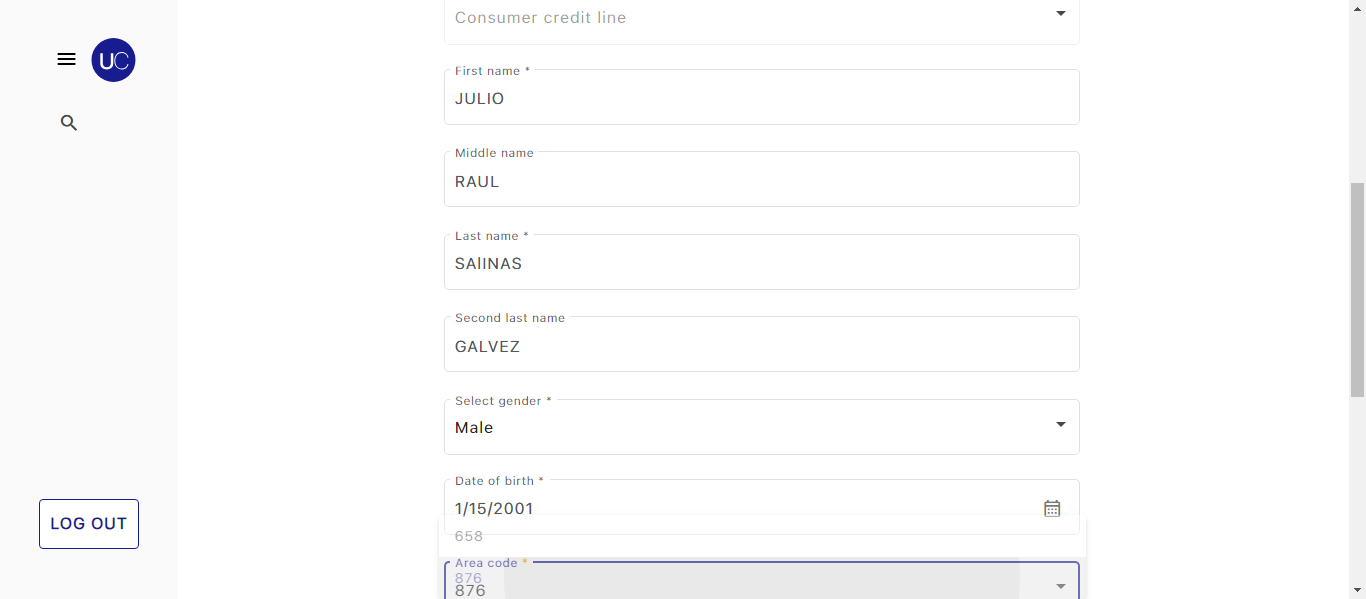 Consumer credit line
UC
First name *
JULIO
Middle name
RAUL
Last name *
SAlINAS
Second last name
GALVEZ
Select gender *
Male
Date of birth *
1/15/2001
658
Area code *
876
876
LOG OUT